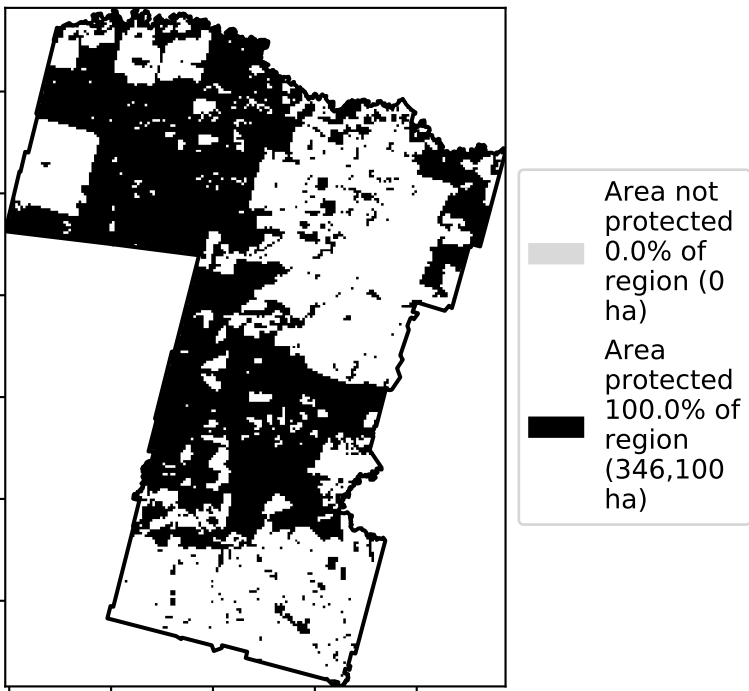 Area not
protected
0.0% of
region (0
ha)
Area
protected
100.0% of
region
(346,100
ha)